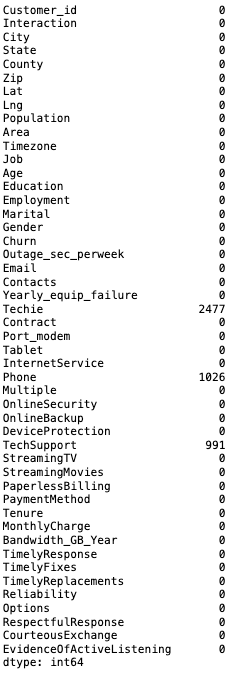 Customer_id 0
Interaction 0
City 0
State 0
County 0
Zip 0
Lat 0
Lng 0
Population 0
Area 0
Timezone 0
Job 0
Age 0
Education 0
Employment 0
Marital 0
Gender 0
Churn 0
Outage_sec_perweek 0
Email 0
Contacts 0
Yearly_equip_failure 0
Techie 2477
Contract 0
Port_modem 0
Tablet 0
InternetService 0
Phone 1026
Multiple 0
OnlineSecurity 0
OnlineBackup 0
DeviceProtection 0
TechSupport 991
StreamingTV 0
StreamingMovies 0
PaperlessBilling 0
PaymentMethod 0
Tenure 0
MonthlyCharge 0
Bandwidth_GB_Year 0
TimelyResponse 0
TimelyFixes 0
TimelyReplacements 0
Reliability 0
Options 0
RespectfulResponse 0
CourteousExchange 0
EvidenceOfActiveListening 0
dtype: int64